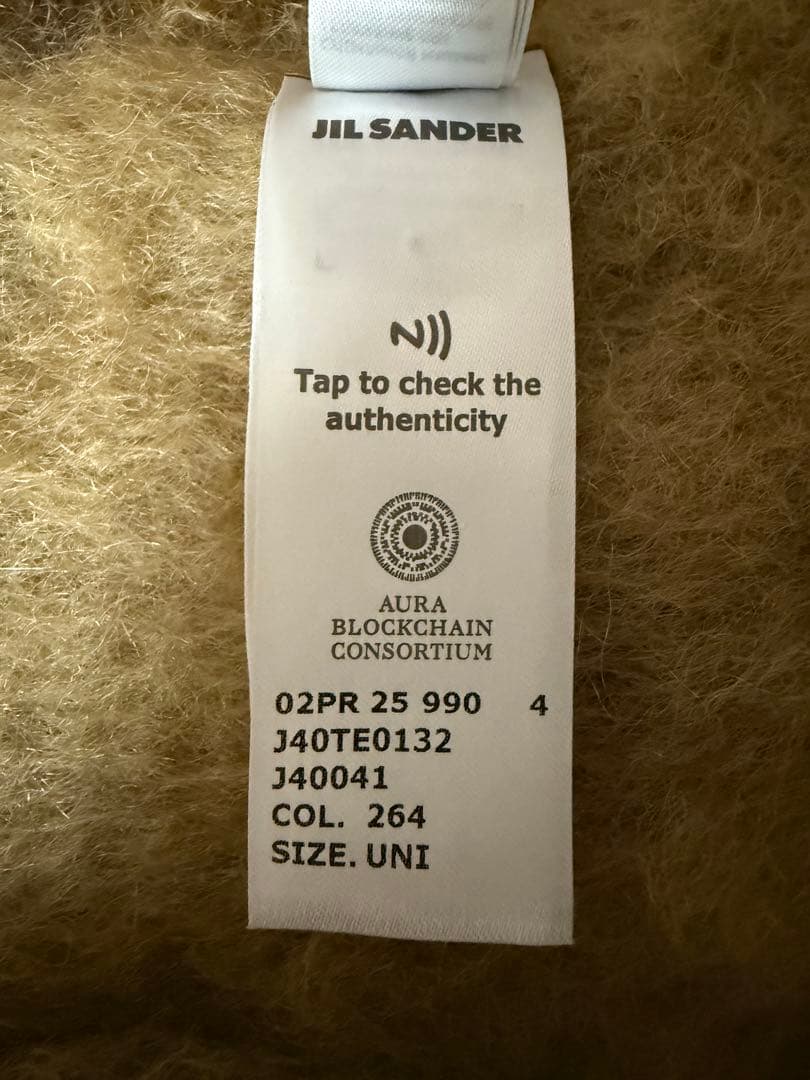 JIL SANDER
Tap to check the
authenticity
AURA
BLOCKCHAIN
CONSORTIUM
02PR 25 990 4
J40TE0132
J40041
COL. 264
SIZE. UNI